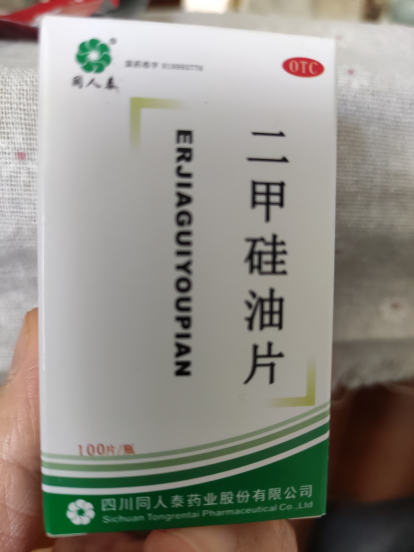 同人泰
OTC
二甲硅油片
ERJIAGUIYOUPIAN
100片/瓶
四川同人泰药业股份有限公司
Sichuan Tongrentai Pharmaceutical Co.,Ltd